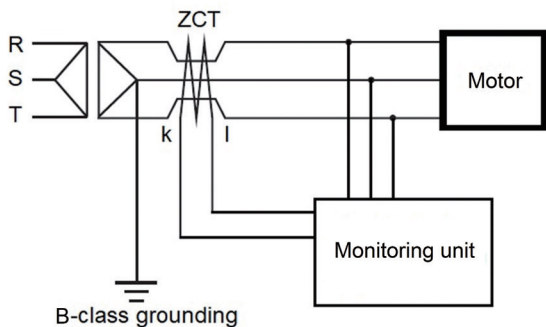 ZCT
R
S
T
Motor
k
l
Monitoring unit
B-class grounding